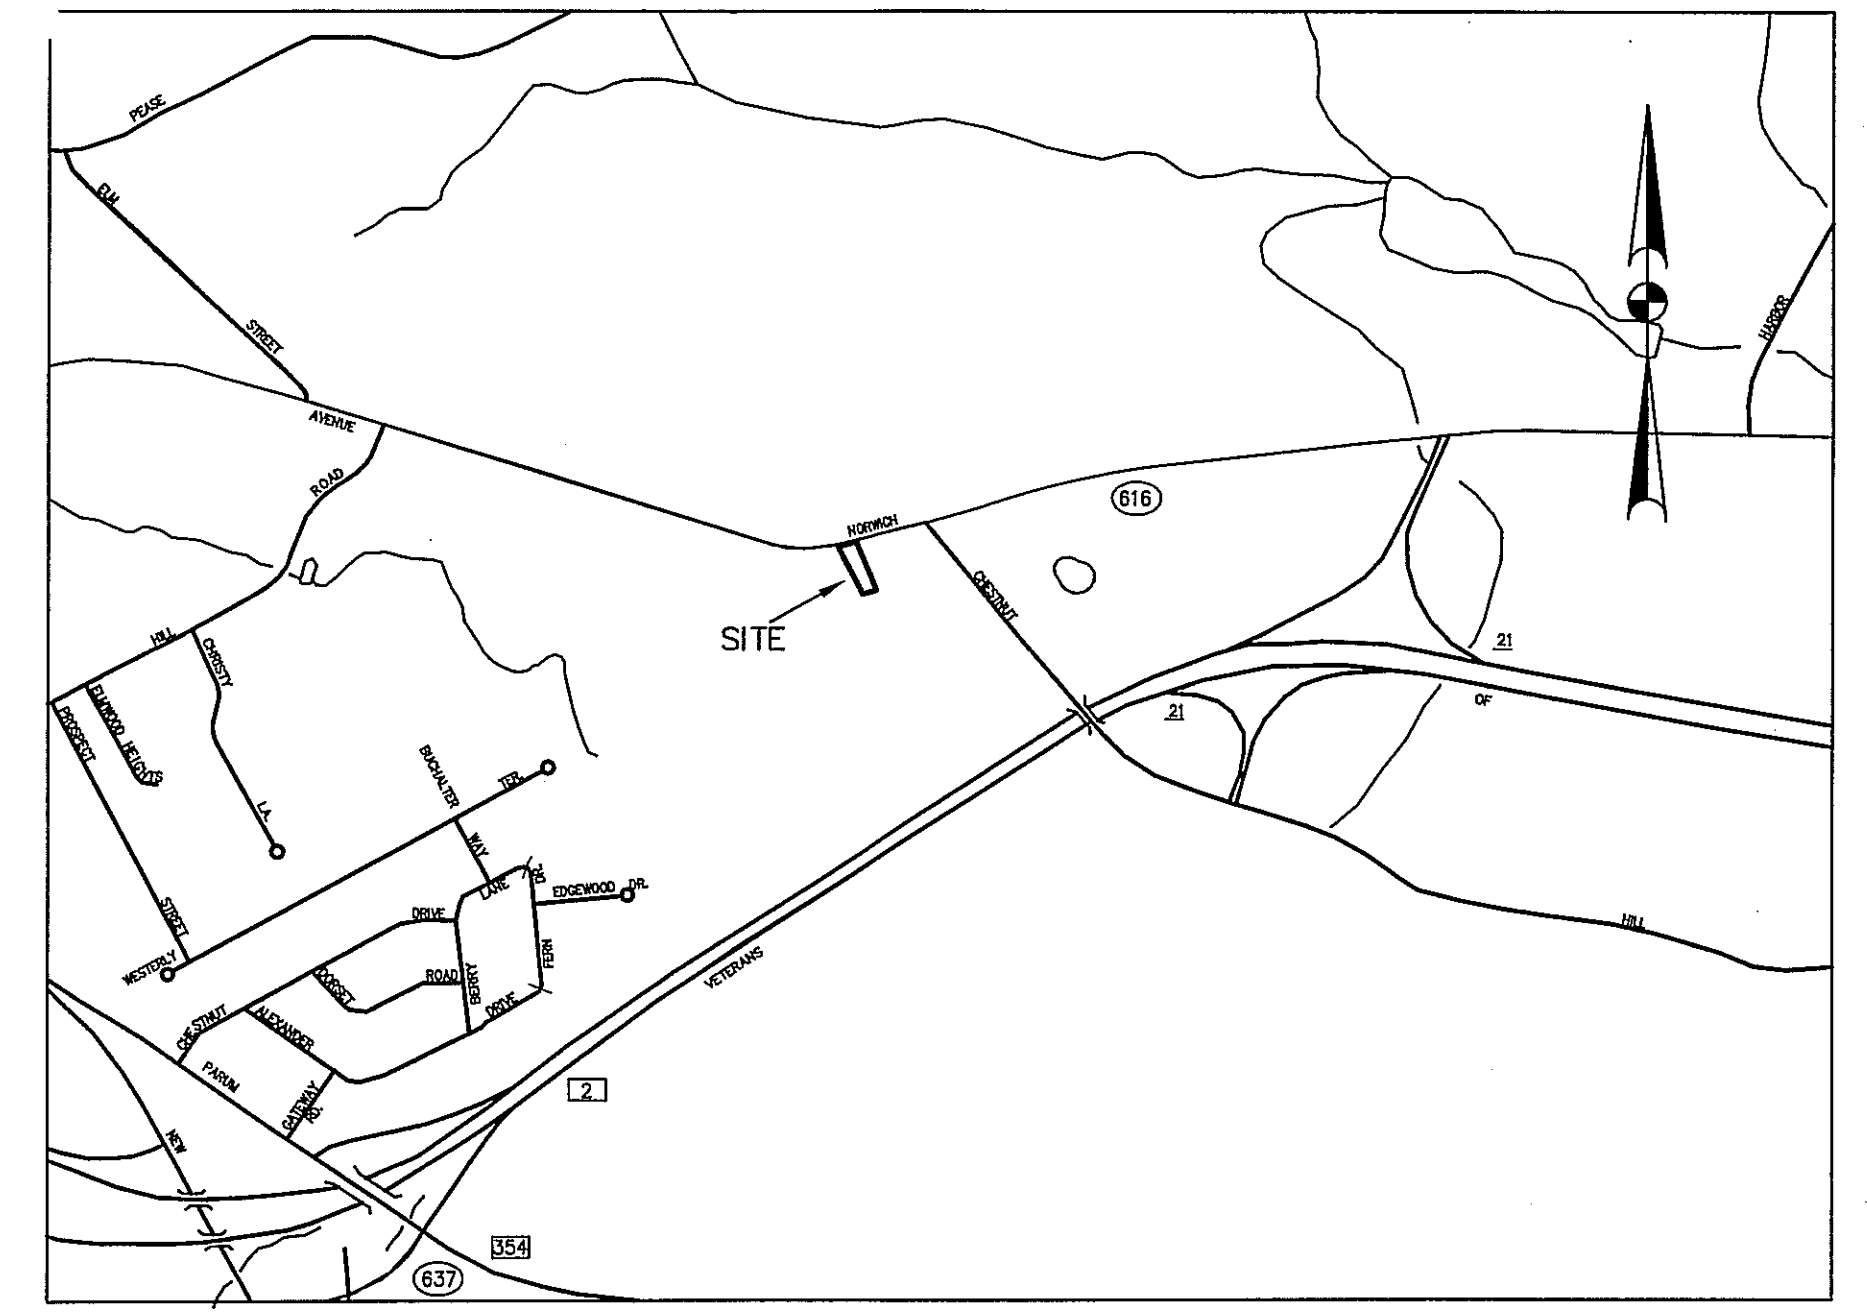 PEASE
ELM
STREET
HARBOR
AVENUE
ROAD
616
NORWICH
CHESTNUT
SITE
HILL
CHRISTY
21
ELMWOOD HEIGHTS
PROSPECT
OF
21
BUCHALTER
TER.
LA.
WAY
LANE
RD.
EDGEWOOD DR.
STREET
DRIVE
HILL
WESTERLY
FERN
VETERANS
DORSET
ROAD
BERRY
DRIVE
CHESTNUT
ALEXANDER
PARUM
2
GATEWAY
RD.
NEW
354
637